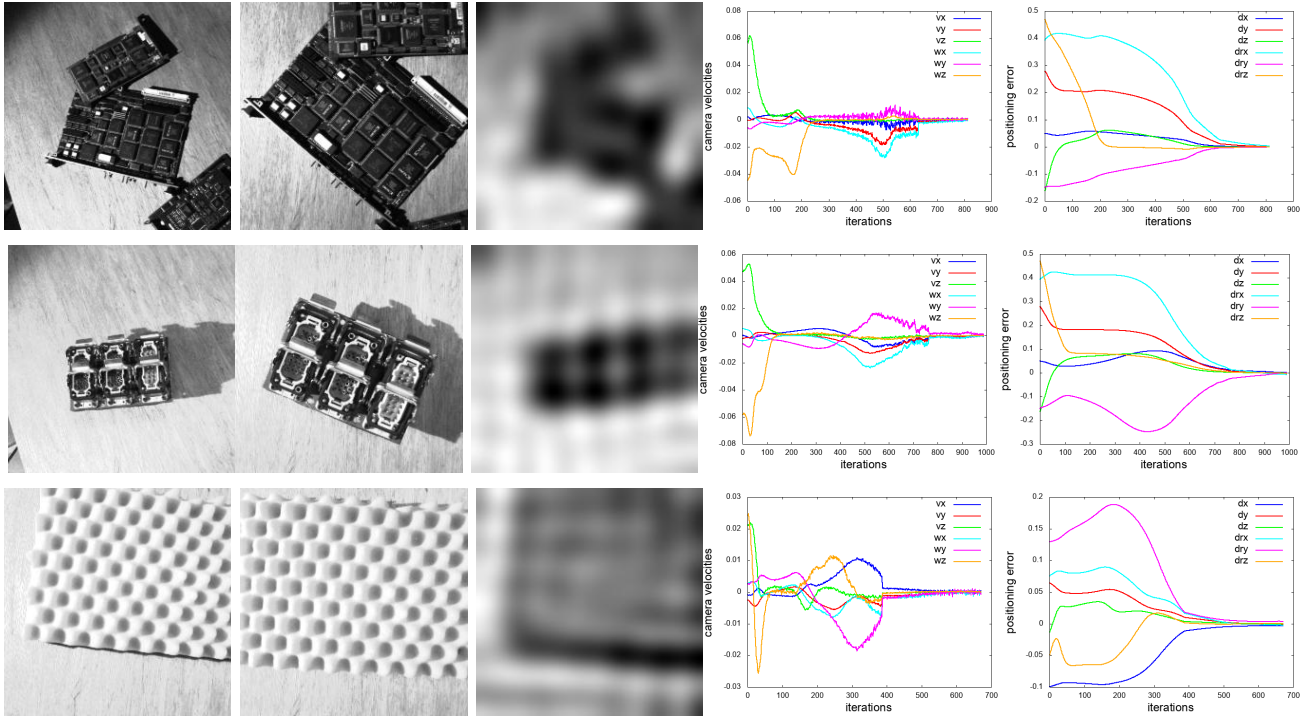 0.08
0.06
0.04
0.02
0
-0.02
-0.04
-0.06
0 100 200 300 400 500 600 700 800 900
camera velocities
iterations
vx
vy
vz
wx
wy
wz
0.5
0.4
0.3
0.2
0.1
0
-0.1
-0.2
0 100 200 300 400 500 600 700 800 900
positioning error
iterations
dx
dy
dz
drx
dry
drz
0.06
0.04
0.02
0
-0.02
-0.04
-0.06
-0.08
0 100 200 300 400 500 600 700 800 900 1000
camera velocities
iterations
vx
vy
vz
wx
wy
wz
0.5
0.4
0.3
0.2
0.1
0
-0.1
-0.2
-0.3
0 100 200 300 400 500 600 700 800 900 1000
positioning error
iterations
dx
dy
dz
drx
dry
drz
0.03
0.02
0.01
0
-0.01
-0.02
-0.03
0 100 200 300 400 500 600 700
camera velocities
iterations
vx
vy
vz
wx
wy
wz
0.2
0.15
0.1
0.05
0
-0.05
-0.1
0 100 200 300 400 500 600 700
positioning error
iterations
dx
dy
dz
drx
dry
drz